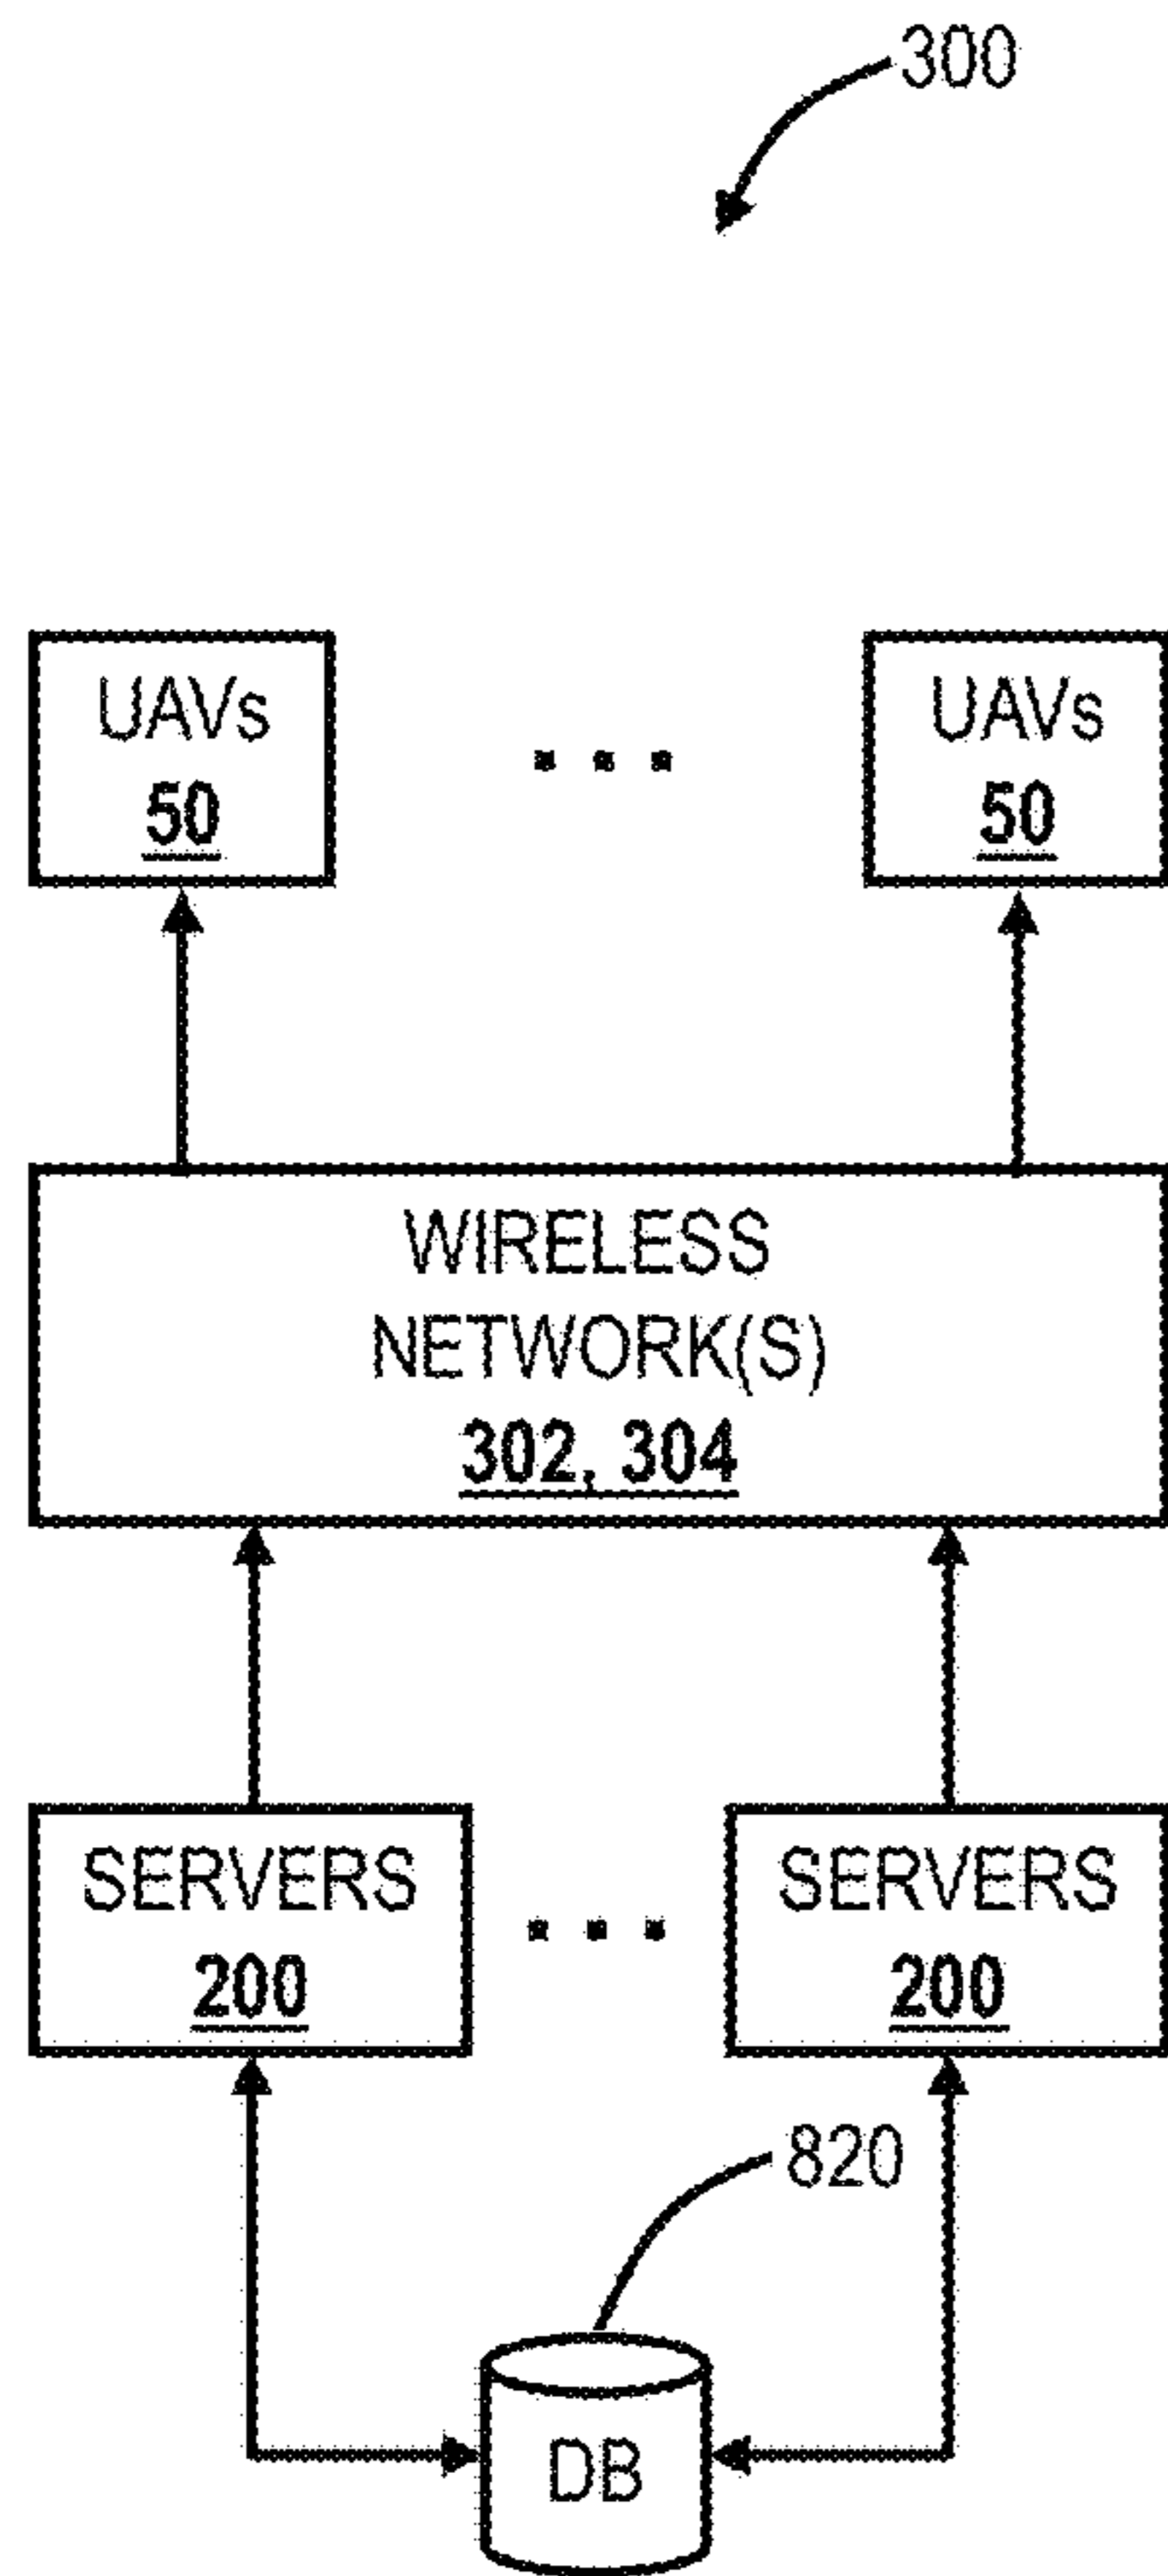 300
UAVs
50
...
UAVs
50
WIRELESS
NETWORK(S)
302, 304
SERVERS
200
...
SERVERS
200
820
DB